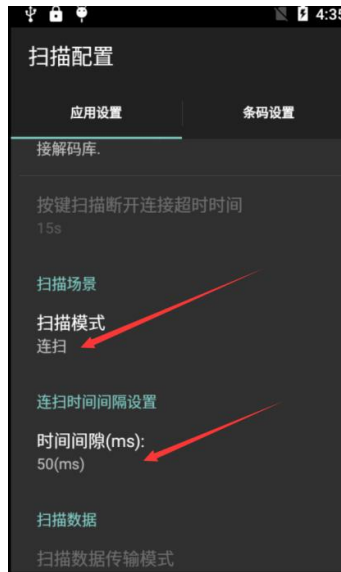 4:35
扫描配置
应用设置 条码设置
接解码库.
按键扫描断开连接超时时间
15s
扫描场景
扫描模式
连扫
连扫时间间隔设置
时间间隙(ms):
50(ms)
扫描数据
扫描数据传输模式